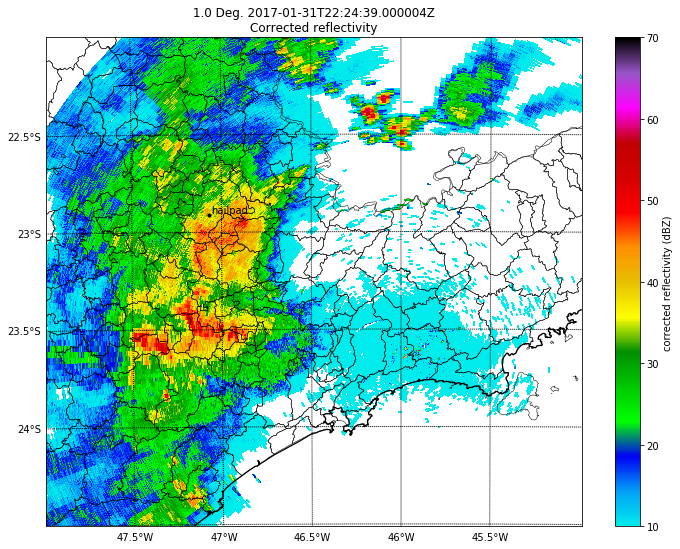 1.0 Deg. 2017-01-31T22:24:39.000004Z
Corrected reflectivity
22.5°S
23°S
23.5°S
24°S
hailpad
47.5°W
47°W
46.5°W
46°W
45.5°W
70
60
50
40
30
20
10
corrected reflectivity (dBZ)